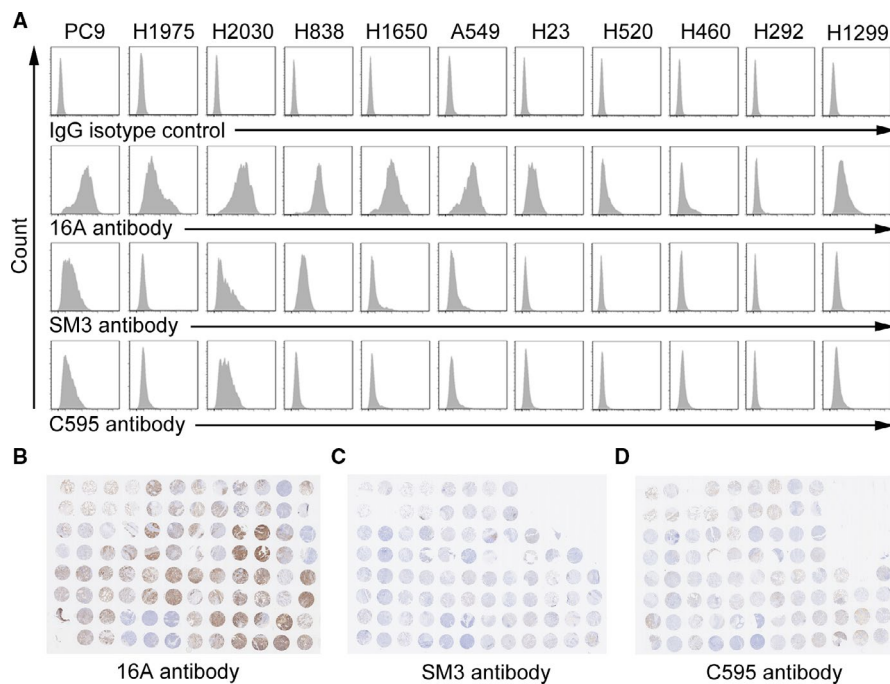 A
PC9 H1975 H2030 H838 H1650 A549 H23 H520 H460 H292 H1299
Count
IgG isotype control
16A antibody
SM3 antibody
C595 antibody
B C D
16A antibody SM3 antibody C595 antibody